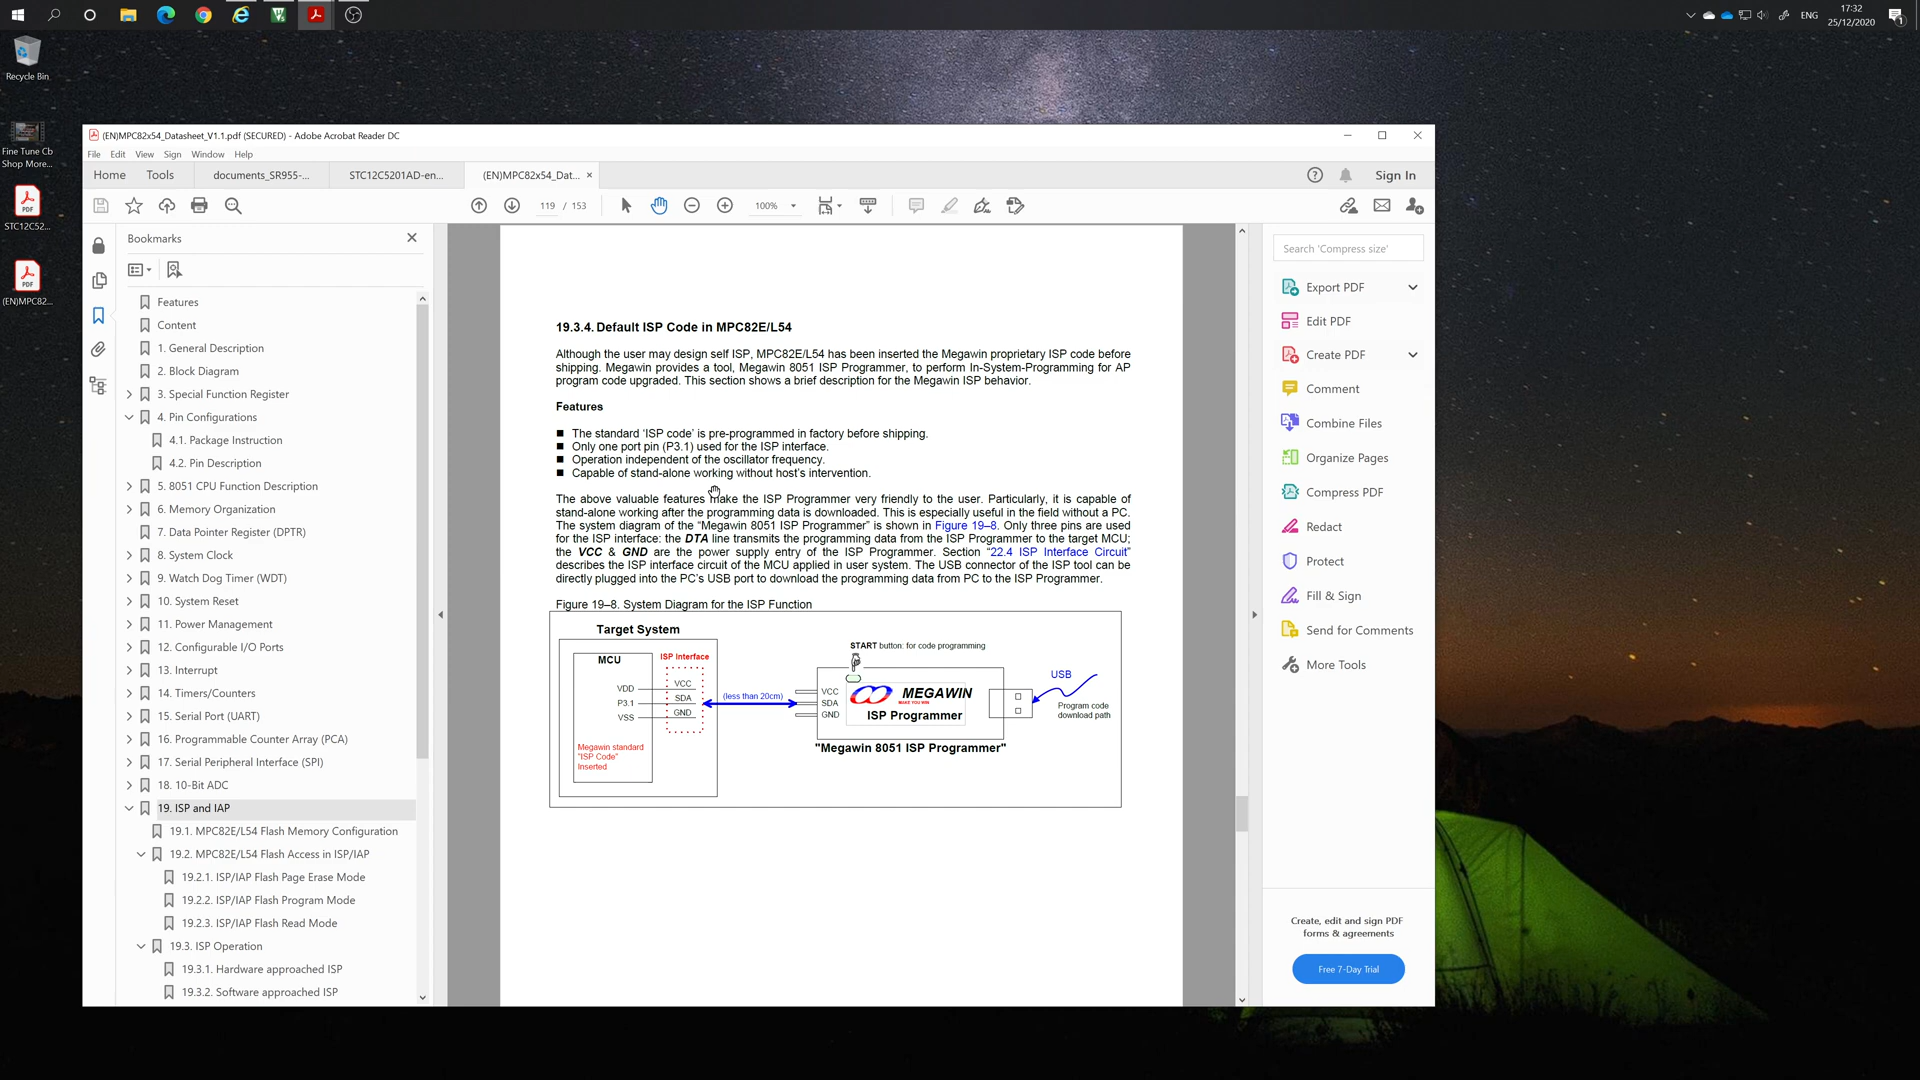 ENG
17:32
25/12/2020
1
Recycle Bin
Fine Tune Cb
Shop More...
PDF
STC12C52...
PDF
(EN)MPC82...
(EN)MPC82x54_Datasheet_V1.1.pdf (SECURED) - Adobe Acrobat Reader DC
File Edit View Sign Window Help
Home Tools documents_SR955-... STC12C5201AD-en... (EN)MPC82x54_Dat... × Sign In
119 / 153 100%
Bookmarks
Features
Content
1. General Description
2. Block Diagram
3. Special Function Register
4. Pin Configurations
4.1. Package Instruction
4.2. Pin Description
5. 8051 CPU Function Description
6. Memory Organization
7. Data Pointer Register (DPTR)
8. System Clock
9. Watch Dog Timer (WDT)
10. System Reset
11. Power Management
12. Configurable I/O Ports
13. Interrupt
14. Timers/Counters
15. Serial Port (UART)
16. Programmable Counter Array (PCA)
17. Serial Peripheral Interface (SPI)
18. 10-Bit ADC
19. ISP and IAP
19.1. MPC82E/L54 Flash Memory Configuration
19.2. MPC82E/L54 Flash Access in ISP/IAP
19.2.1. ISP/IAP Flash Page Erase Mode
19.2.2. ISP/IAP Flash Program Mode
19.2.3. ISP/IAP Flash Read Mode
19.3. ISP Operation
19.3.1. Hardware approached ISP
19.3.2. Software approached ISP
19.3.4. Default ISP Code in MPC82E/L54
Although the user may design self ISP, MPC82E/L54 has been inserted the Megawin proprietary ISP code before
shipping. Megawin provides a tool, Megawin 8051 ISP Programmer, to perform In-System-Programming for AP
program code upgraded. This section shows a brief description for the Megawin ISP behavior.
Features
■ The standard 'ISP code' is pre-programmed in factory before shipping.
■ Only one port pin (P3.1) used for the ISP interface.
■ Operation independent of the oscillator frequency.
■ Capable of stand-alone working without host's intervention.
The above valuable features make the ISP Programmer very friendly to the user. Particularly, it is capable of
stand-alone working after the programming data is downloaded. This is especially useful in the field without a PC.
The system diagram of the "Megawin 8051 ISP Programmer" is shown in Figure 19–8. Only three pins are used
for the ISP interface: the DTA line transmits the programming data from the ISP Programmer to the target MCU;
the VCC & GND are the power supply entry of the ISP Programmer. Section "22.4 ISP Interface Circuit"
describes the ISP interface circuit of the MCU applied in user system. The USB connector of the ISP tool can be
directly plugged into the PC's USB port to download the programming data from PC to the ISP Programmer.
Figure 19–8. System Diagram for the ISP Function
Target System
MCU
ISP Interface
VDD VCC
P3.1 SDA
VSS GND
Megawin standard
"ISP Code"
Inserted
(less than 20cm)
START button: for code programming
VCC
SDA
GND
MEGAWIN
MAKE YOU WIN
ISP Programmer
"Megawin 8051 ISP Programmer"
USB
Program code
download path
Search 'Compress size'
Export PDF
Edit PDF
Create PDF
Comment
Combine Files
Organize Pages
Compress PDF
Redact
Protect
Fill & Sign
Send for Comments
More Tools
Create, edit and sign PDF
forms & agreements
Free 7-Day Trial